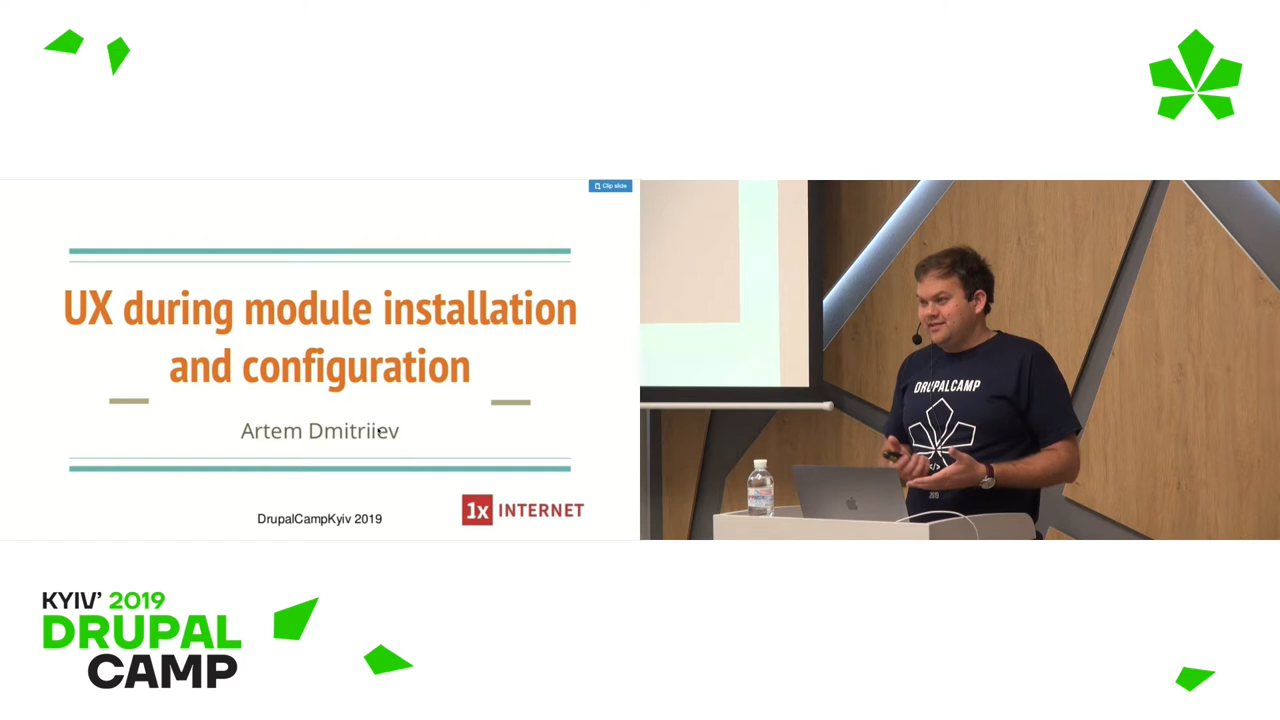 Clip slide
UX during module installation
and configuration
Artem Dmitriiev
DrupalCampKyiv 2019
1x INTERNET
DRUPALCAMP
</>
2019
KYIV' 2019
DRUPAL
CAMP